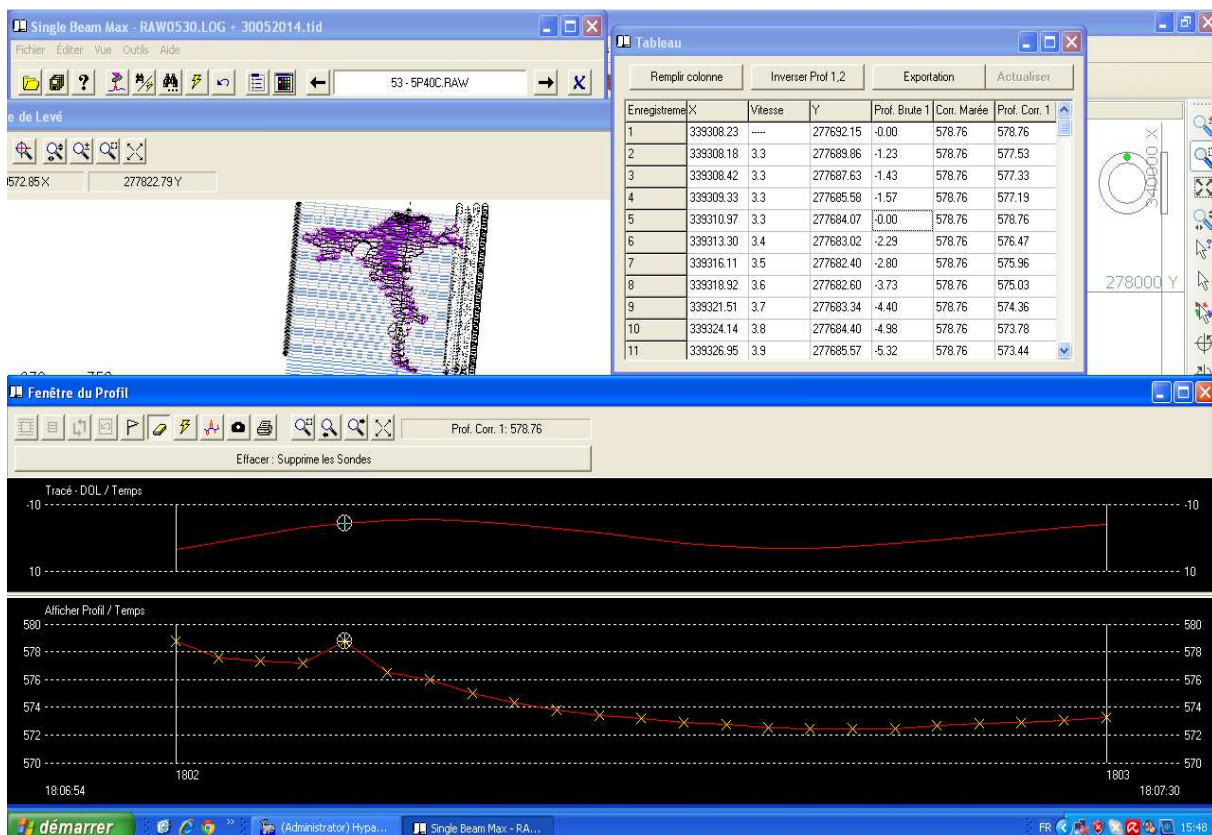 Single Beam Max - RAW0530.LOG + 30052014.tid
Fichier Éditer Vue Outils Aide
53 - 5P40C.RAW
e de Levé
0572.85 X 277822.79 Y
Tableau
Remplir colonne Inverser Prof 1,2 Exportation Actualiser
Enregistreme X Vitesse Y Prof. Brute 1 Corr. Marée Prof. Corr. 1
1 339308.23 ---- 277692.15 -0.00 578.76 578.76
2 339308.18 3.3 277689.86 -1.23 578.76 577.53
3 339308.42 3.3 277687.63 -1.43 578.76 577.33
4 339309.33 3.3 277685.58 -1.57 578.76 577.19
5 339310.97 3.3 277684.07 -0.00 578.76 578.76
6 339313.30 3.4 277683.02 -2.29 578.76 576.47
7 339316.11 3.5 277682.40 -2.80 578.76 575.96
8 339318.92 3.6 277682.60 -3.73 578.76 575.03
9 339321.51 3.7 277683.34 -4.40 578.76 574.36
10 339324.14 3.8 277684.40 -4.98 578.76 573.78
11 339326.95 3.9 277685.57 -5.32 578.76 573.44
340000 X
278000 Y
Fenêtre du Profil
Prof. Corr. 1: 578.76
Effacer : Supprime les Sondes
Tracé - DOL / Temps
-10 -10
10 10
Afficher Profil / Temps
580 580
578 578
576 576
574 574
572 572
570 570
1802 1803
18:06:54 18:07:30
démarrer (Administrator) Hypa... Single Beam Max - RA... FR 15:48